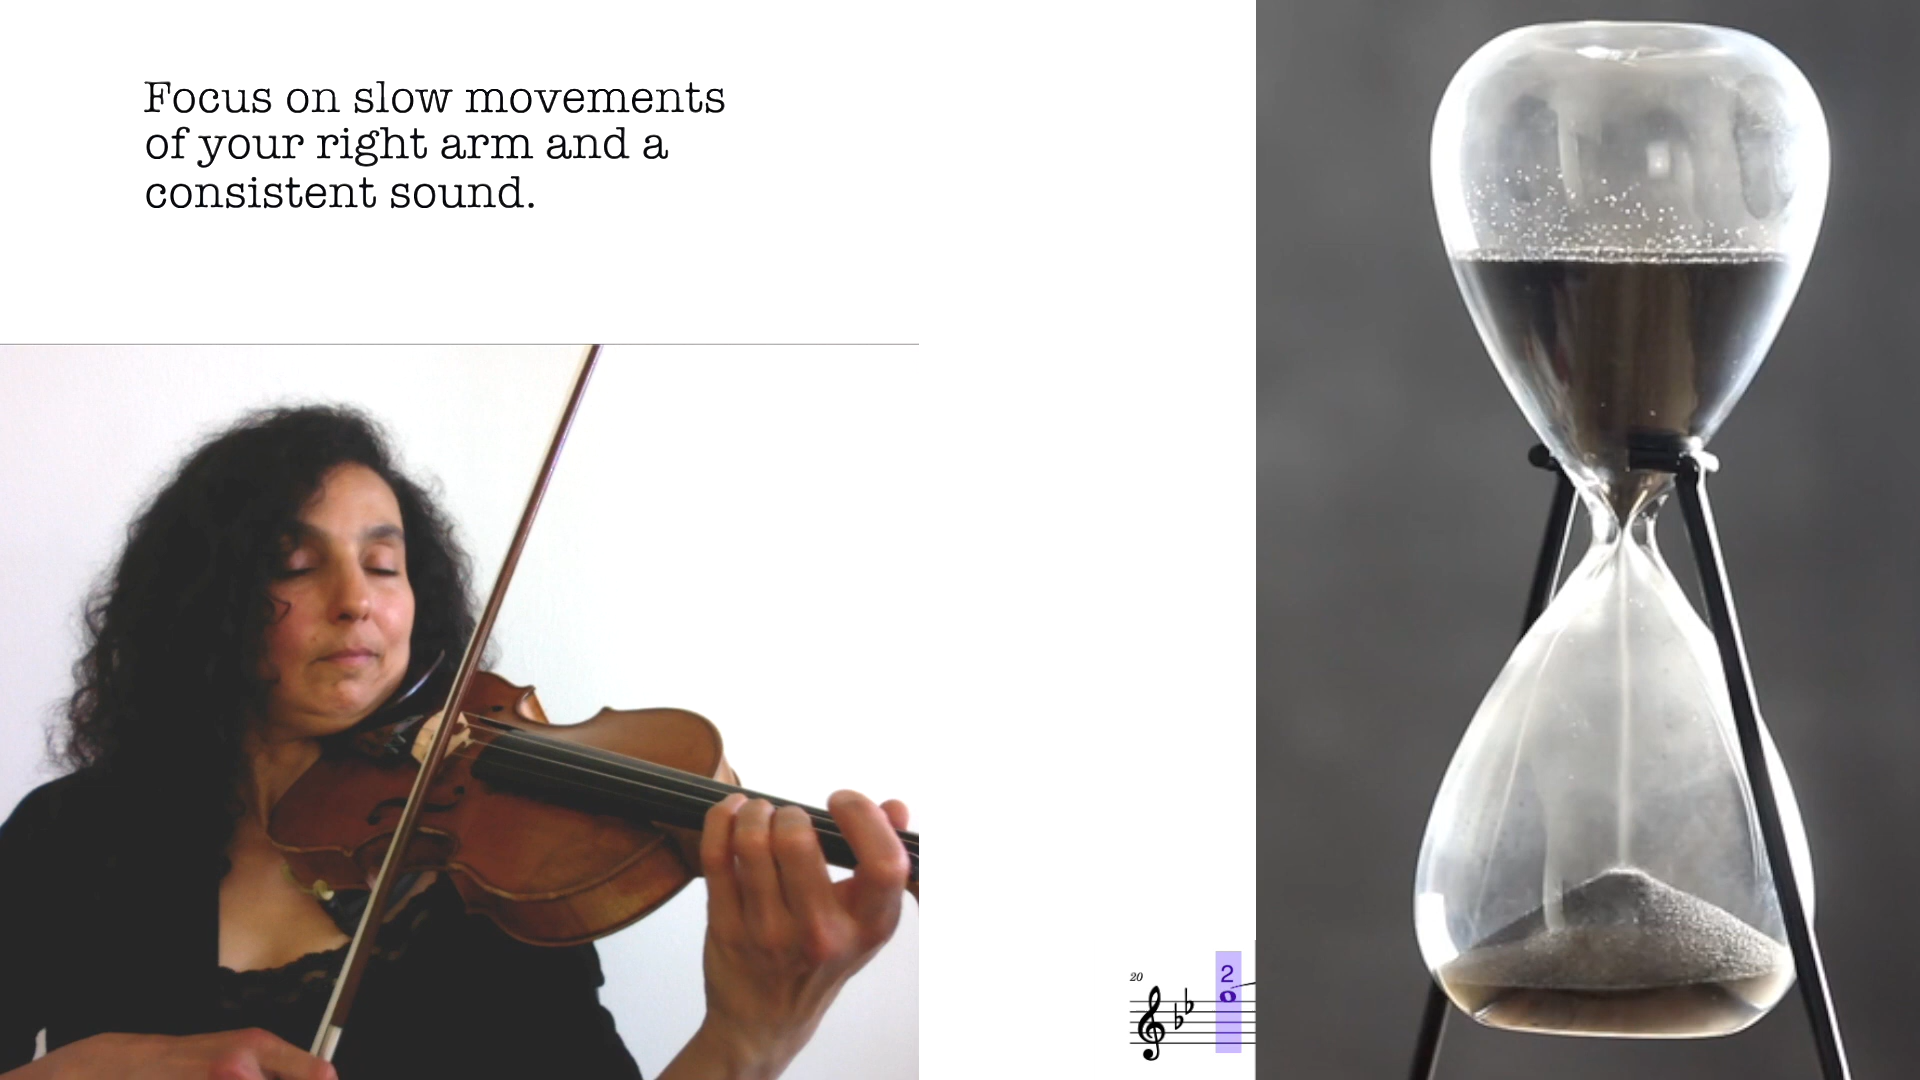 Focus on slow movements
of your right arm and a
consistent sound.
20
2